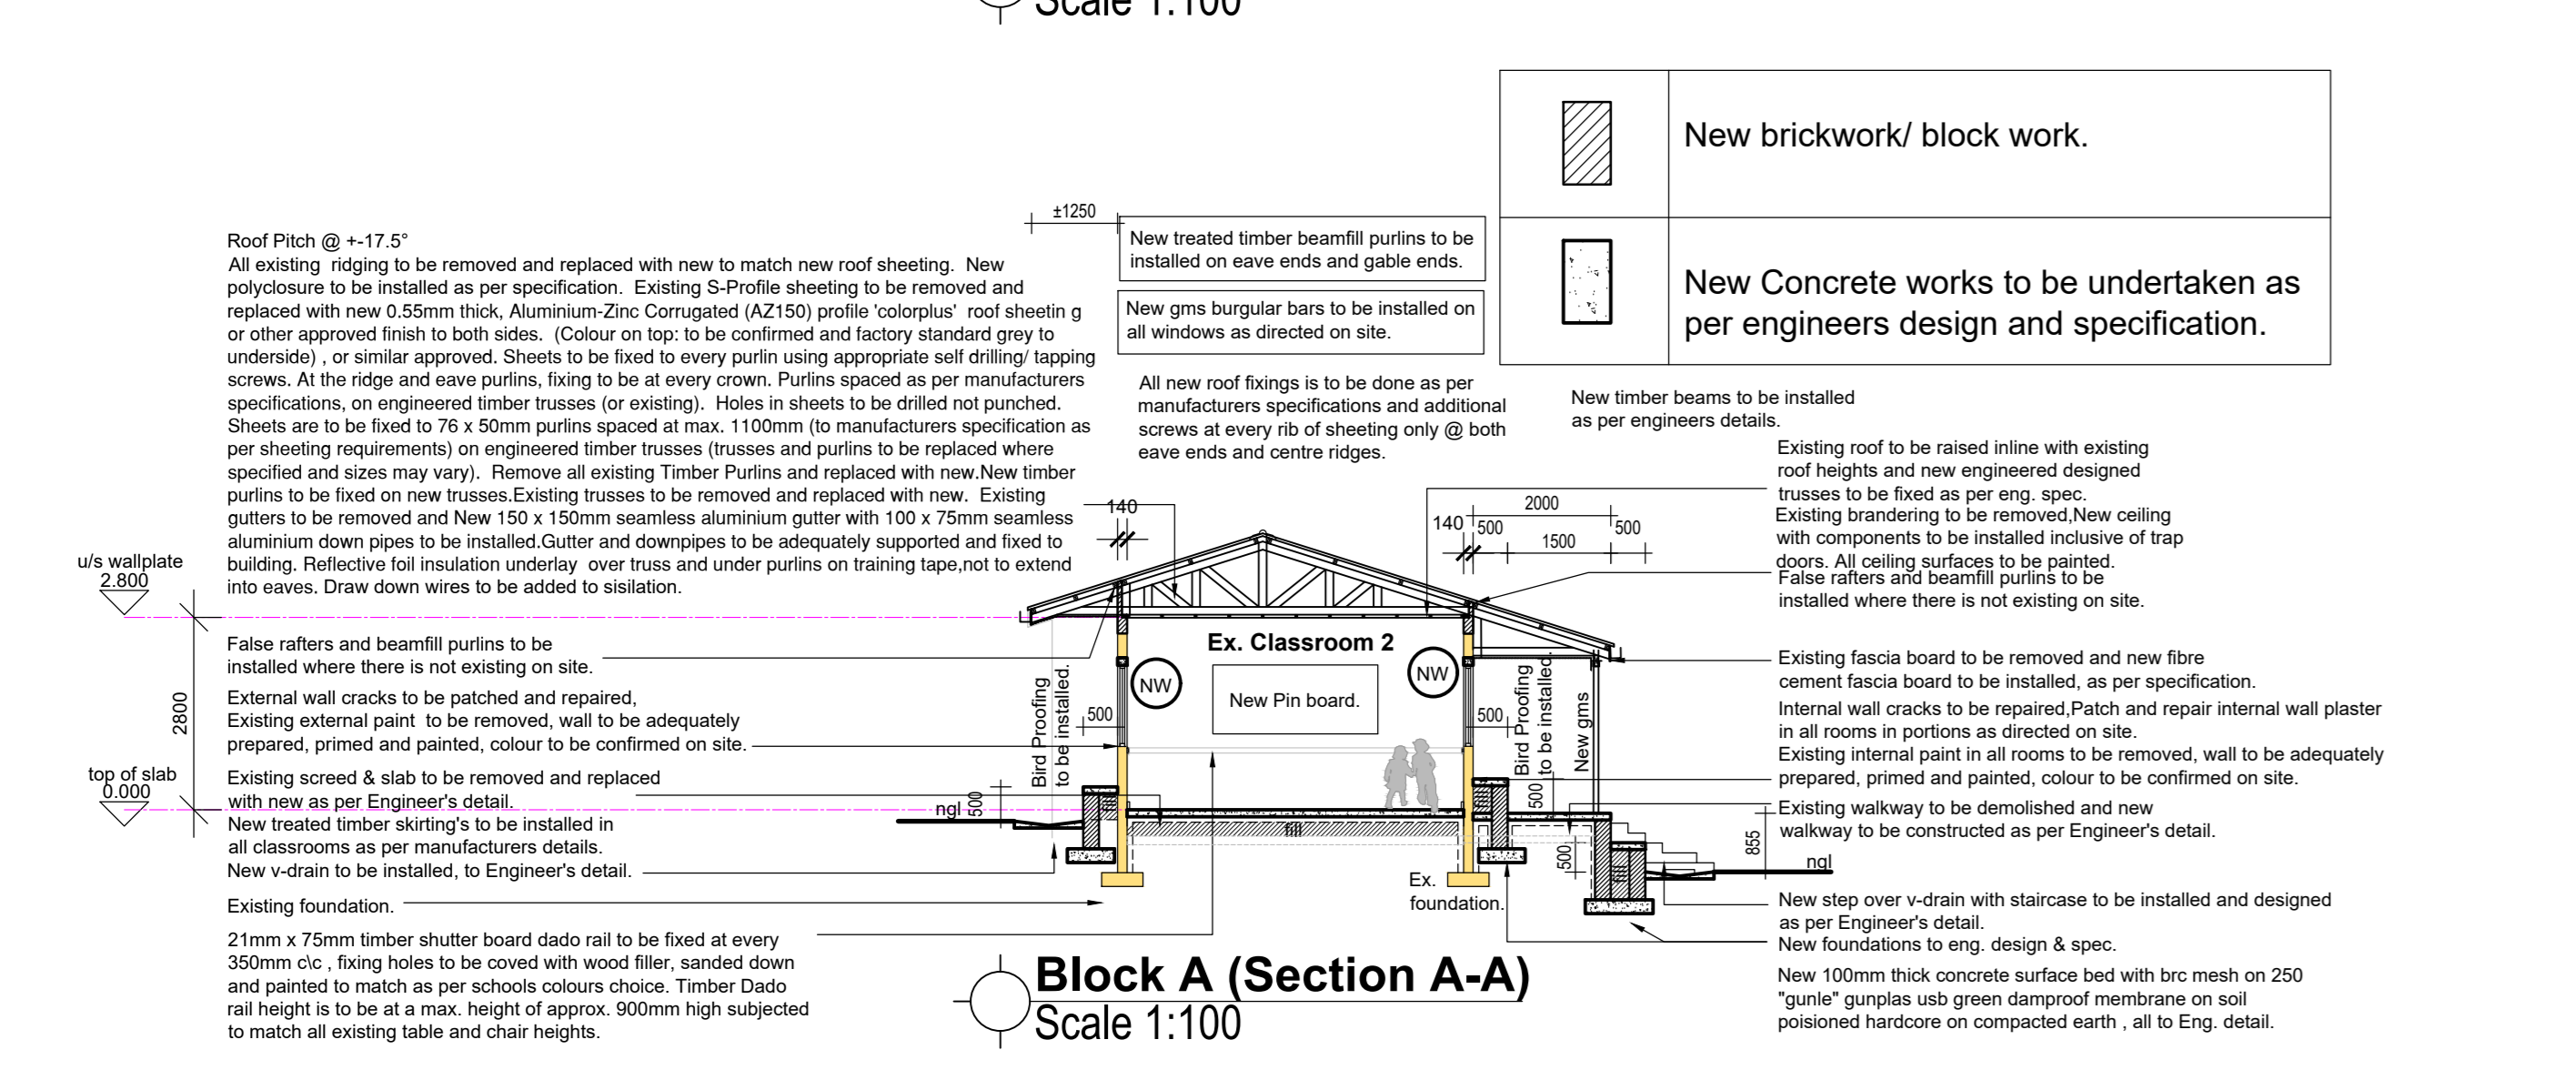 Scale 1:100
New brickwork/ block work.
New Concrete works to be undertaken as
per engineers design and specification.
±1250
New treated timber beamfill purlins to be
installed on eave ends and gable ends.
New gms burgular bars to be installed on
all windows as directed on site.
All new roof fixings is to be done as per
manufacturers specifications and additional
screws at every rib of sheeting only @ both
eave ends and centre ridges.
Roof Pitch @ +-17.5°
All existing ridging to be removed and replaced with new to match new roof sheeting. New
polyclosure to be installed as per specification. Existing S-Profile sheeting to be removed and
replaced with new 0.55mm thick, Aluminium-Zinc Corrugated (AZ150) profile 'colorplus' roof sheetin g
or other approved finish to both sides. (Colour on top: to be confirmed and factory standard grey to
underside) , or similar approved. Sheets to be fixed to every purlin using appropriate self drilling/ tapping
screws. At the ridge and eave purlins, fixing to be at every crown. Purlins spaced as per manufacturers
specifications, on engineered timber trusses (or existing). Holes in sheets to be drilled not punched.
Sheets are to be fixed to 76 x 50mm purlins spaced at max. 1100mm (to manufacturers specification as
per sheeting requirements) on engineered timber trusses (trusses and purlins to be replaced where
specified and sizes may vary). Remove all existing Timber Purlins and replaced with new.New timber
purlins to be fixed on new trusses.Existing trusses to be removed and replaced with new. Existing
gutters to be removed and New 150 x 150mm seamless aluminium gutter with 100 x 75mm seamless
aluminium down pipes to be installed.Gutter and downpipes to be adequately supported and fixed to
building. Reflective foil insulation underlay over truss and under purlins on training tape,not to extend
into eaves. Draw down wires to be added to sisilation.
u/s wallplate
2.800
2800
top of slab
0.000
False rafters and beamfill purlins to be
installed where there is not existing on site.
External wall cracks to be patched and repaired,
Existing external paint to be removed, wall to be adequately
prepared, primed and painted, colour to be confirmed on site.
Existing screed & slab to be removed and replaced
with new as per Engineer's detail.
New treated timber skirting's to be installed in
all classrooms as per manufacturers details.
New v-drain to be installed, to Engineer's detail.
Existing foundation.
21mm x 75mm timber shutter board dado rail to be fixed at every
350mm c\c , fixing holes to be coved with wood filler, sanded down
and painted to match as per schools colours choice. Timber Dado
rail height is to be at a max. height of approx. 900mm high subjected
to match all existing table and chair heights.
140
140
2000
500
500
1500
Ex. Classroom 2
NW
NW
New Pin board.
Bird Proofing
to be installed.
500
500
Bird Proofing
to be installed.
New gms
ngl
500
fill
fill
fill
500
500
fill
855
ngl
Ex.
foundation.
New timber beams to be installed
as per engineers details.
Existing roof to be raised inline with existing
roof heights and new engineered designed
trusses to be fixed as per eng. spec.
Existing brandering to be removed,New ceiling
with components to be installed inclusive of trap
doors. All ceiling surfaces to be painted.
False rafters and beamfill purlins to be
installed where there is not existing on site.
Existing fascia board to be removed and new fibre
cement fascia board to be installed, as per specification.
Internal wall cracks to be repaired,Patch and repair internal wall plaster
in all rooms in portions as directed on site.
Existing internal paint in all rooms to be removed, wall to be adequately
prepared, primed and painted, colour to be confirmed on site.
Existing walkway to be demolished and new
walkway to be constructed as per Engineer's detail.
New step over v-drain with staircase to be installed and designed
as per Engineer's detail.
New foundations to eng. design & spec.
New 100mm thick concrete surface bed with brc mesh on 250
"gunle" gunplas usb green damproof membrane on soil
poisioned hardcore on compacted earth , all to Eng. detail.
Block A (Section A-A)
Scale 1:100